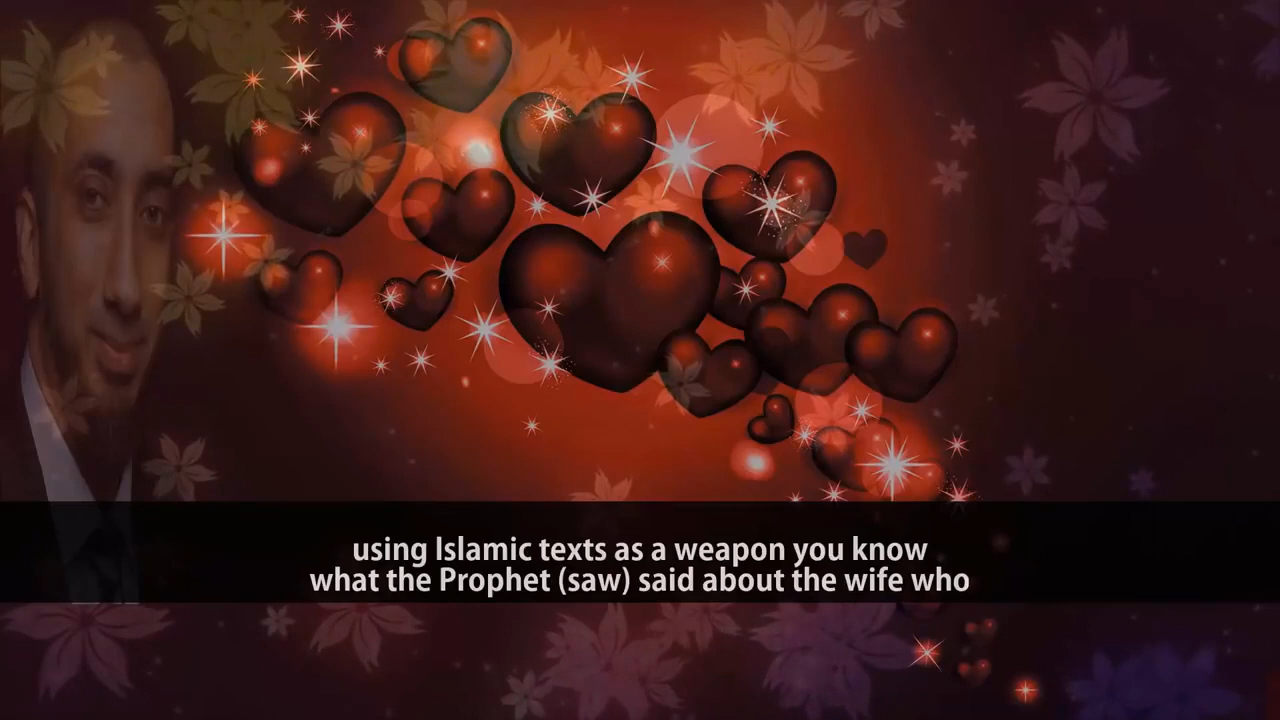 using Islamic texts as a weapon you know
what the Prophet (saw) said about the wife who